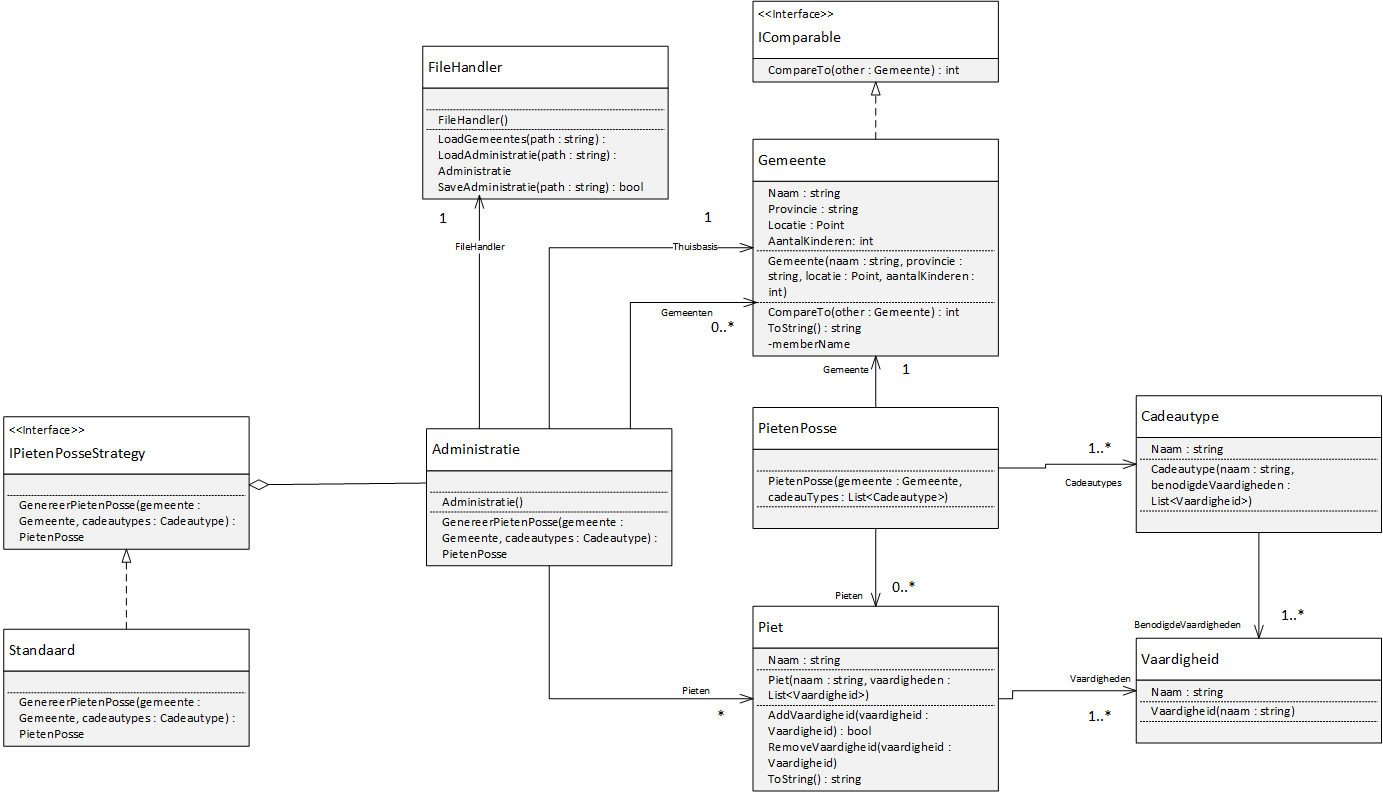 <<Interface>>
IComparable
CompareTo(other : Gemeente) : int
FileHandler
FileHandler()
LoadGemeentes(path : string) :
LoadAdministratie(path : string) :
Administratie
SaveAdministratie(path : string) : bool
Gemeente
Naam : string
Provincie : string
Locatie : Point
AantalKinderen: int
Gemeente(naam : string, provincie :
string, locatie : Point, aantalKinderen :
int)
CompareTo(other : Gemeente) : int
ToString() : string
-memberName
1
FileHandler
1
Thuisbasis
Gemeenten
0..*
Gemeente
1
<<Interface>>
IPietenPosseStrategy
GenereerPietenPosse(gemeente :
Gemeente, cadeautypes : Cadeautype) :
PietenPosse
Administratie
Administratie()
GenereerPietenPosse(gemeente :
Gemeente, cadeautypes : Cadeautype) :
PietenPosse
PietenPosse
PietenPosse(gemeente : Gemeente,
cadeauTypes : List<Cadeautype>)
1..*
Cadeautypes
Cadeautype
Naam : string
Cadeautype(naam : string,
benodigdeVaardigheden :
List<Vaardigheid>)
Pieten
0..*
BenodigdeVaardigheden
1..*
Standaard
GenereerPietenPosse(gemeente :
Gemeente, cadeautypes : Cadeautype) :
PietenPosse
Pieten
*
Piet
Naam : string
Piet(naam : string, vaardigheden :
List<Vaardigheid>)
AddVaardigheid(vaardigheid :
Vaardigheid) : bool
RemoveVaardigheid(vaardigheid :
Vaardigheid)
ToString() : string
Vaardigheden
1..*
Vaardigheid
Naam : string
Vaardigheid(naam : string)